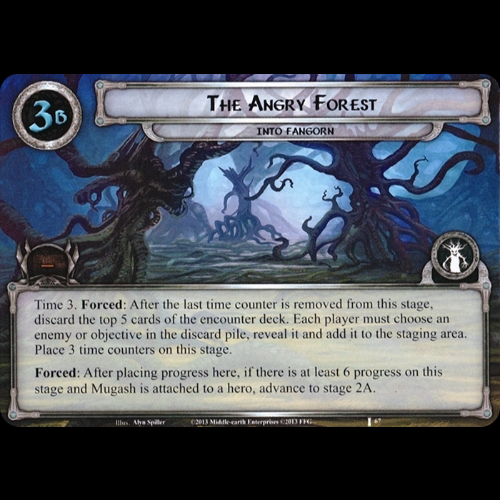 3B
THE ANGRY FOREST
INTO FANGORN
Time 3. Forced: After the last time counter is removed from this stage,
discard the top 5 cards of the encounter deck. Each player must choose an
enemy or objective in the discard pile, reveal it and add it to the staging area.
Place 3 time counters on this stage.
Forced: After placing progress here, if there is at least 6 progress on this
stage and Mugash is attached to a hero, advance to stage 2A.
Illus. Alyn Spiller ©2013 Middle-earth Enterprises ©2013 FFG 67